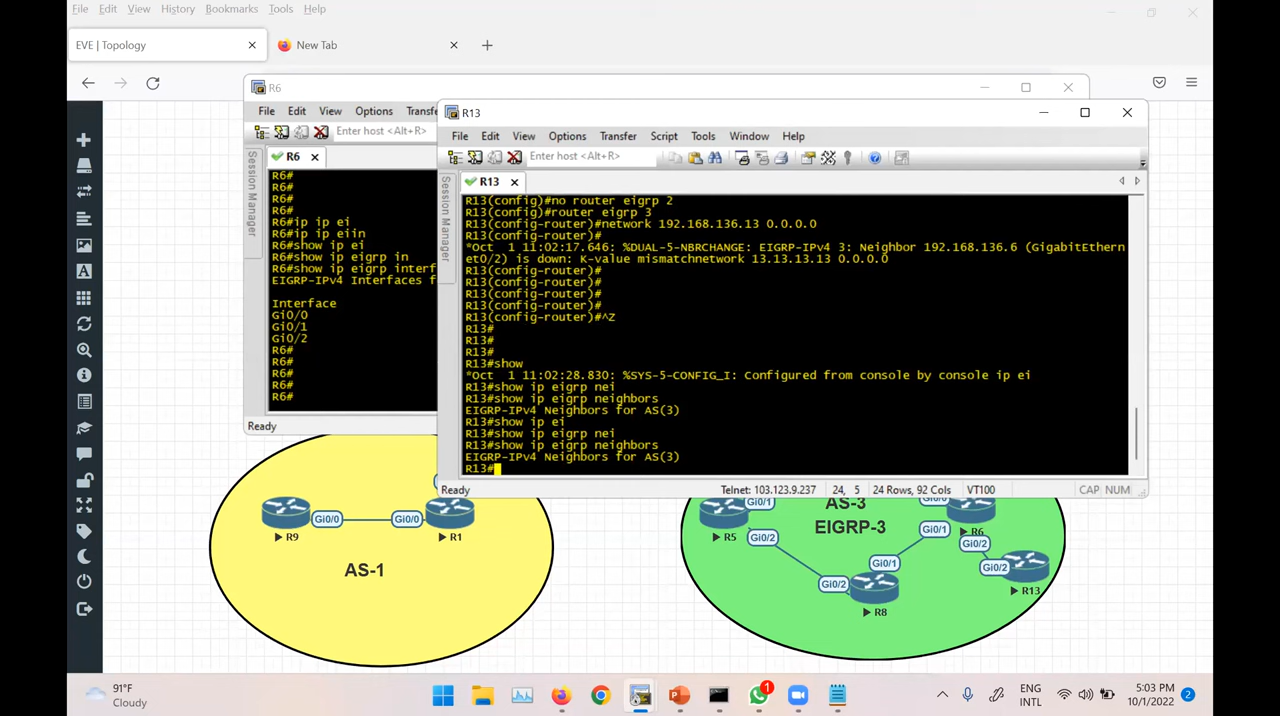 File Edit View History Bookmarks Tools Help
EVE | Topology
New Tab
R6
File Edit View Options Transfe
Enter host <Alt+R>
R6
Session Manager
R6#
R6#
R6#
R6#
R6#ip ip ei
R6#ip ip eiin
R6#show ip ei
R6#show ip eigrp in
R6#show ip eigrp interf
EIGRP-IPv4 Interfaces f
Interface
Gi0/0
Gi0/1
Gi0/2
R6#
R6#
R6#
R6#
R6#
Ready
R13
File Edit View Options Transfer Script Tools Window Help
Enter host <Alt+R>
R13
Session Manager
R13(config)#no router eigrp 2
R13(config)#router eigrp 3
R13(config-router)#network 192.168.136.13 0.0.0.0
R13(config-router)#
*Oct 1 11:02:17.646: %DUAL-5-NBRCHANGE: EIGRP-IPv4 3: Neighbor 192.168.136.6 (GigabitEthern
et0/2) is down: K-value mismatchnetwork 13.13.13.13 0.0.0.0
R13(config-router)#
R13(config-router)#
R13(config-router)#
R13(config-router)#
R13(config-router)#^Z
R13#
R13#
R13#
R13#show
*Oct 1 11:02:28.830: %SYS-5-CONFIG_I: Configured from console by console ip ei
R13#show ip eigrp nei
R13#show ip eigrp neighbors
EIGRP-IPv4 Neighbors for AS(3)
R13#show ip ei
R13#show ip eigrp nei
R13#show ip eigrp neighbors
EIGRP-IPv4 Neighbors for AS(3)
R13#
Ready
Telnet: 103.123.9.237 24, 5 24 Rows, 92 Cols VT100 CAP NUM
Gi0/0 Gi0/0
R9 R1
AS-1
AS-3
EIGRP-3
Gi0/1
R5
Gi0/2
Gi0/1
R6
Gi0/2
Gi0/1
Gi0/2
Gi0/2
R13
R8
91°F
Cloudy
1
ENG
INTL
5:03 PM
10/1/2022
2